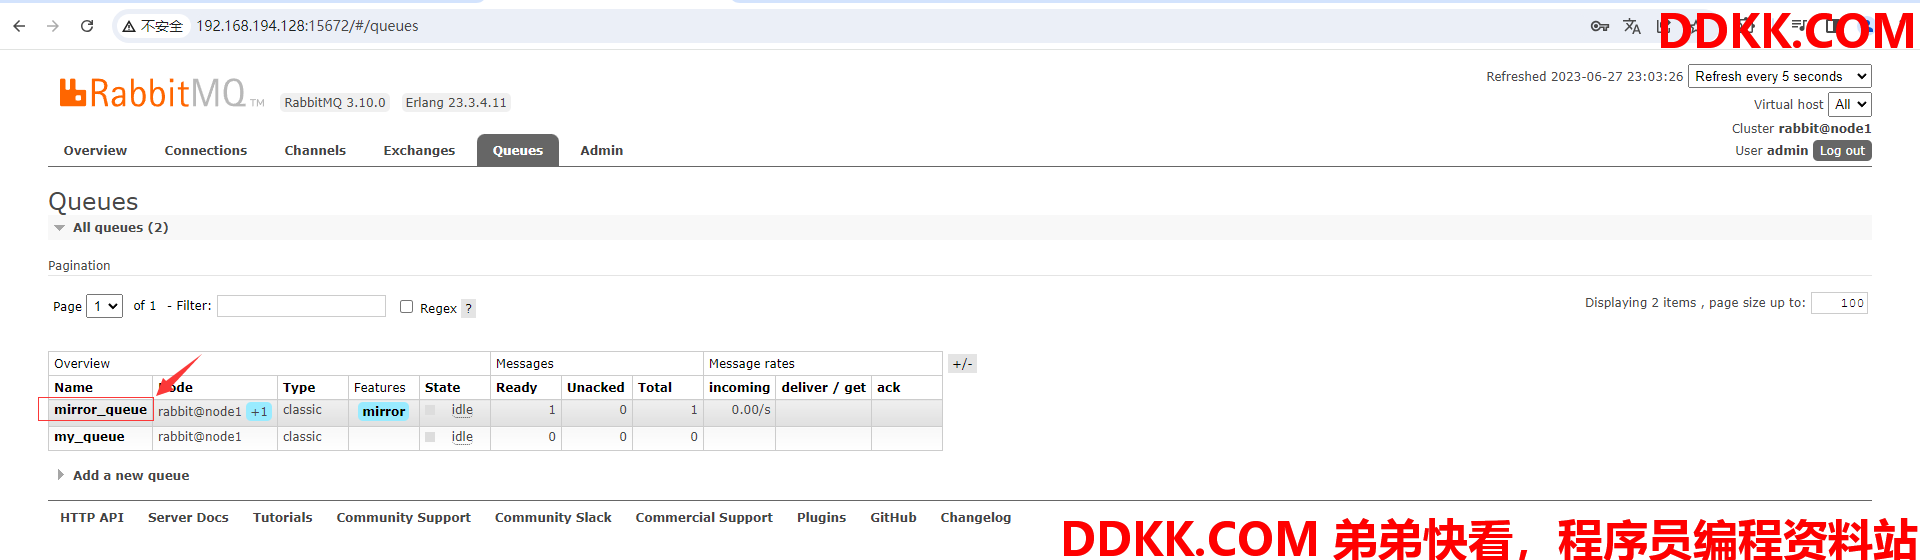 不安全 192.168.194.128:15672/#/queues
DDKK.COM
RabbitMQ TM RabbitMQ 3.10.0 Erlang 23.3.4.11
Refreshed 2023-06-27 23:03:26 Refresh every 5 seconds
Virtual host All
Cluster rabbit@node1
User admin Log out
Overview Connections Channels Exchanges Queues Admin
Queues
All queues (2)
Pagination
Page 1 of 1 - Filter: Regex ?
Displaying 2 items , page size up to: 100
Overview Messages Message rates +/-
Name Type Features State Ready Unacked Total incoming deliver / get ack
mirror_queue rabbit@node1 +1 classic mirror idle 1 0 1 0.00/s
my_queue rabbit@node1 classic idle 0 0 0
Add a new queue
HTTP API Server Docs Tutorials Community Support Community Slack Commercial Support Plugins GitHub Changelog
DDKK.COM 弟弟快看，程序员编程资料站